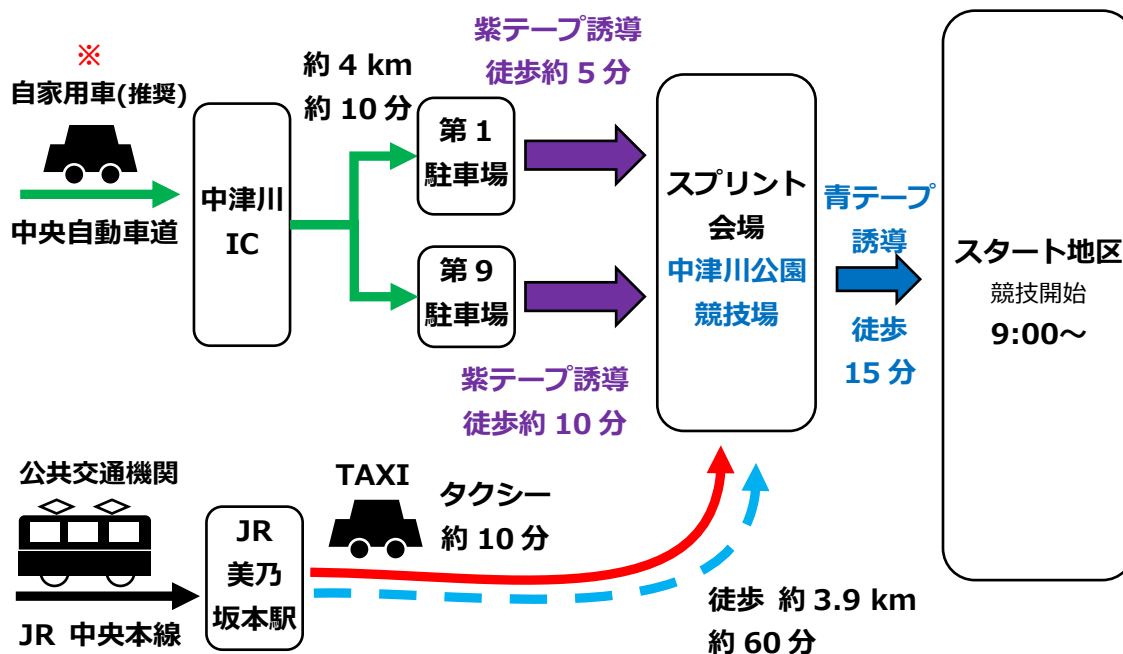 ※
自家用車(推奨)
中央自動車道
中津川
IC
約 4 km
約 10 分
第 1
駐車場
第 9
駐車場
紫テープ誘導
徒歩約 5 分
紫テープ誘導
徒歩約 10 分
スプリント
会場
中津川公園
競技場
青テープ
誘導
徒歩
15 分
スタート地区
競技開始
9:00～
公共交通機関
JR 中央本線
JR
美乃
坂本駅
TAXI
タクシー
約 10 分
徒歩 約 3.9 km
約 60 分